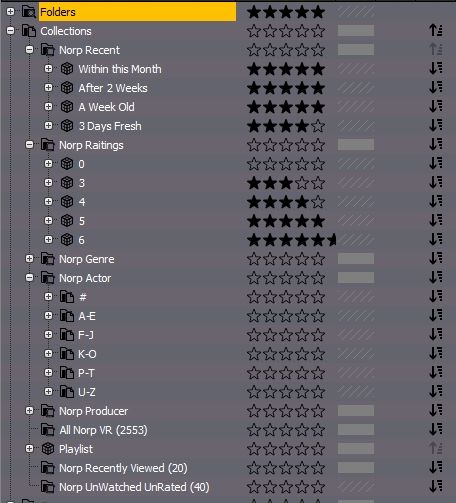 Folders
Collections
Norp Recent
Within this Month
After 2 Weeks
A Week Old
3 Days Fresh
Norp Raitings
0
3
4
5
6
Norp Genre
Norp Actor
#
A-E
F-J
K-O
P-T
U-Z
Norp Producer
All Norp VR (2553)
Playlist
Norp Recently Viewed (20)
Norp UnWatched UnRated (40)